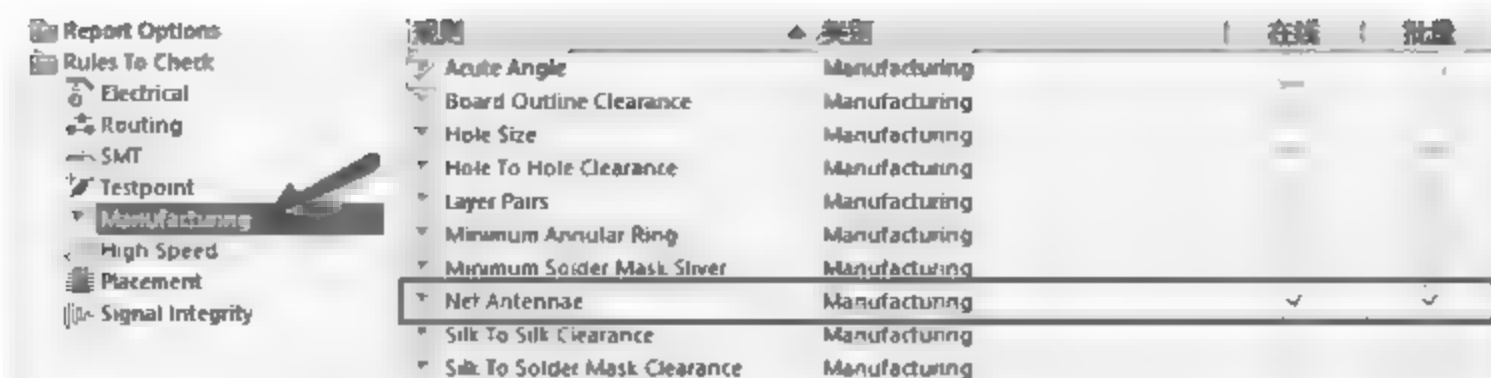 Report Options
Rules To Check
Electrical
Routing
SMT
Testpoint
Manufacturing
High Speed
Placement
Signal Integrity
规则 类别 在线 批量
Acute Angle Manufacturing
Board Outline Clearance Manufacturing
Hole Size Manufacturing
Hole To Hole Clearance Manufacturing
Layer Pairs Manufacturing
Minimum Annular Ring Manufacturing
Minimum Solder Mask Sliver Manufacturing
Net Antennae Manufacturing
Silk To Silk Clearance Manufacturing
Silk To Solder Mask Clearance Manufacturing